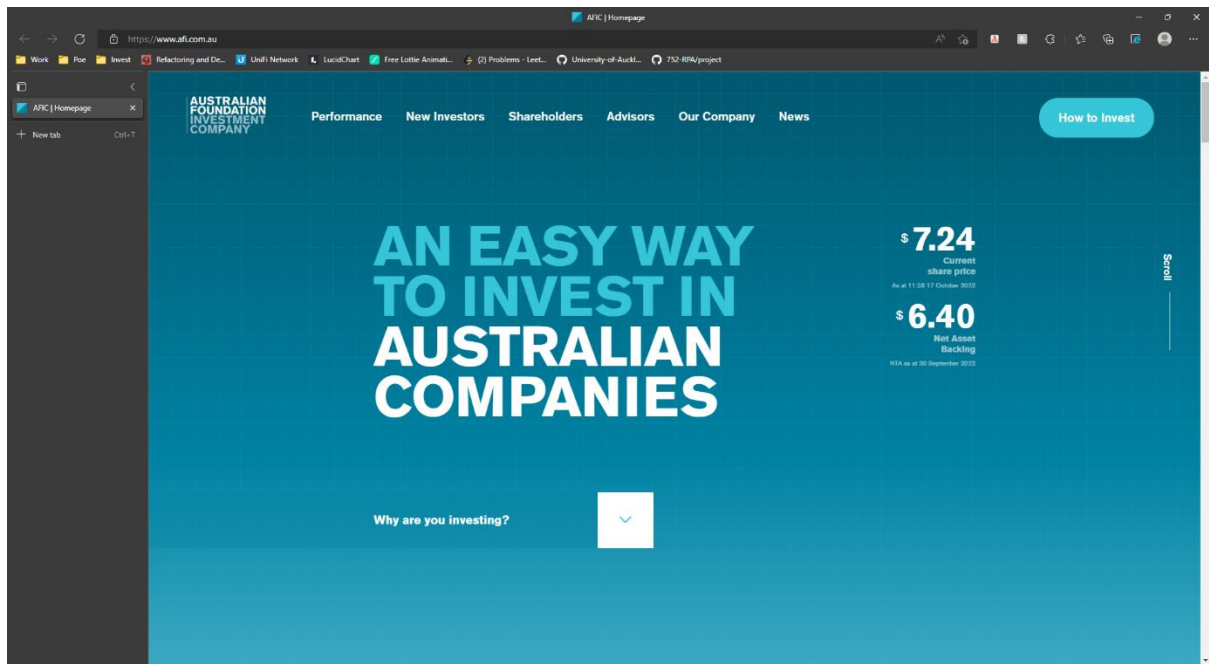 AFIC | Homepage
https://www.afi.com.au
Work Poe Invest Refactoring and De... UniFi Network LucidChart Free Lottie Animati... (2) Problems - Leet... University-of-Auckl... 752-RPA/project
AFIC | Homepage
New tab Ctrl+T
AUSTRALIAN
FOUNDATION
INVESTMENT
COMPANY
Performance New Investors Shareholders Advisors Our Company News
How to Invest
AN EASY WAY
TO INVEST IN
AUSTRALIAN
COMPANIES
$ 7.24
Current
share price
As at 11:28 17 October 2022
$ 6.40
Net Asset
Backing
NTA as at 30 September 2022
Scroll
Why are you investing?